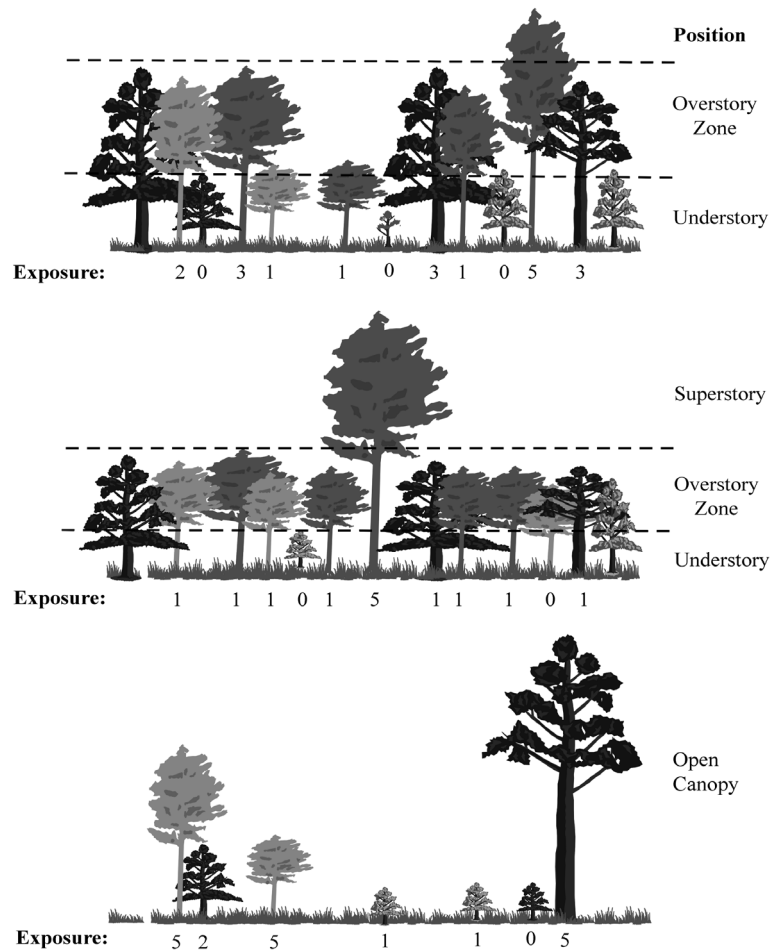 Position
Overstory
Zone
Understory
Exposure: 2 0 3 1 1 0 3 1 0 5 3
Superstory
Overstory
Zone
Understory
Exposure: 1 1 1 0 1 5 1 1 1 0 1
Open
Canopy
Exposure: 5 2 5 1 1 0 5